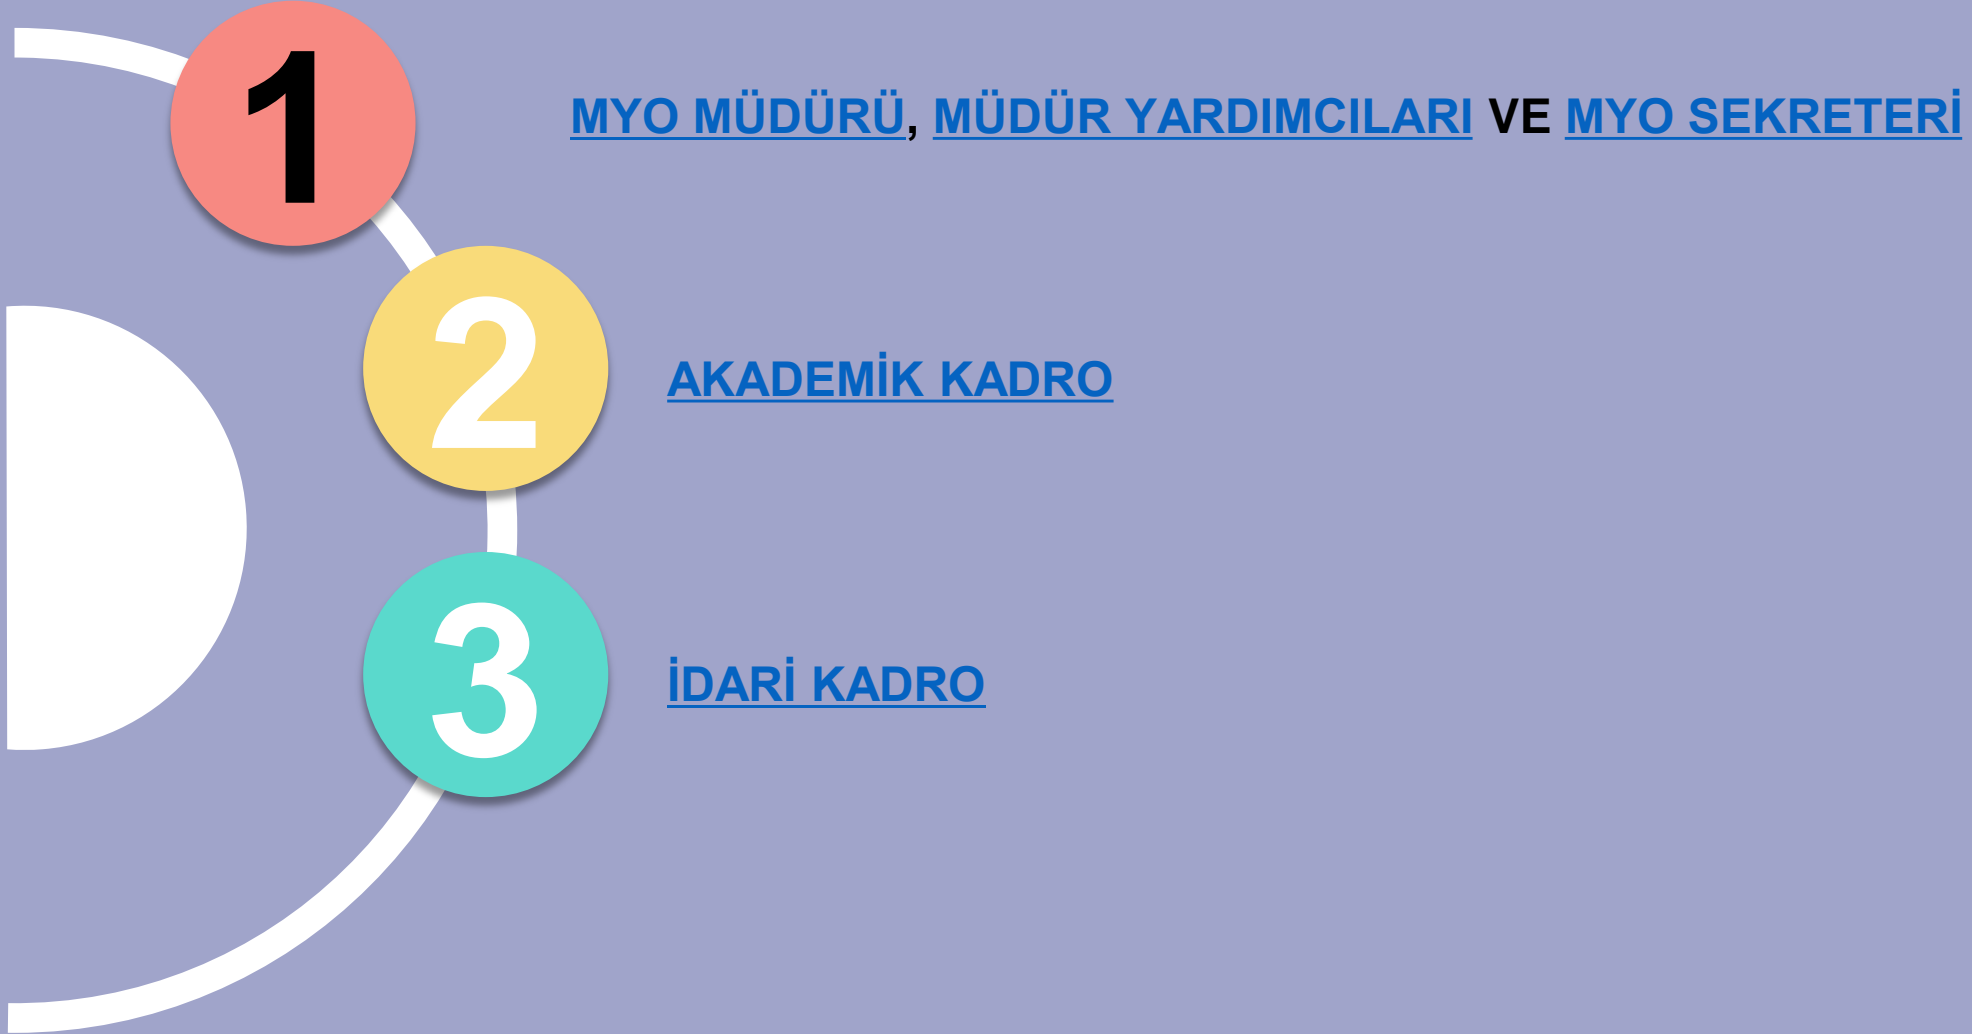 1
MYO MÜDÜRÜ, MÜDÜR YARDIMCILARI VE MYO SEKRETERİ
2
AKADEMİK KADRO
3
İDARİ KADRO